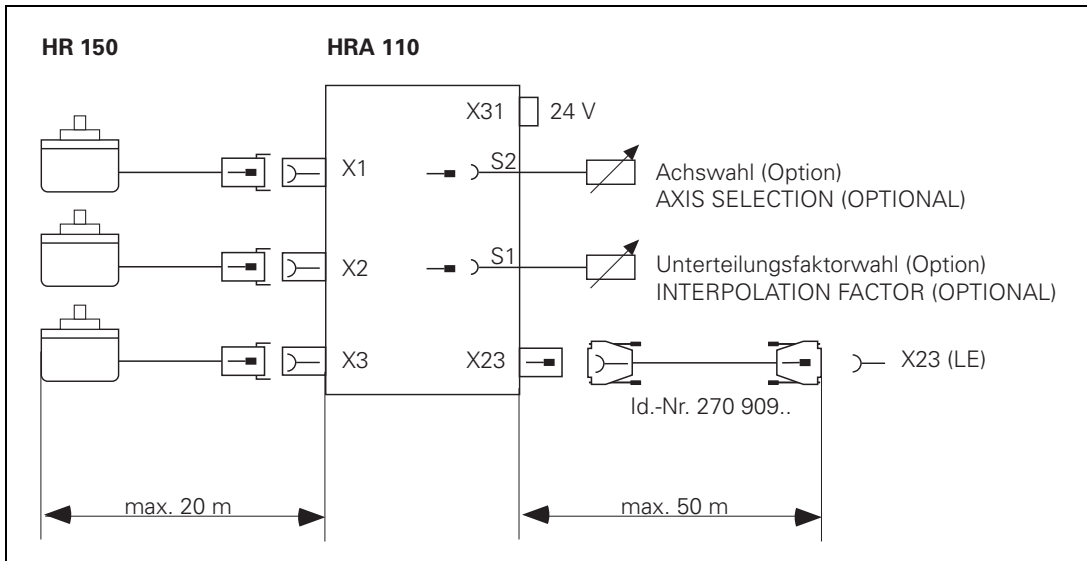 HR 150
HRA 110
X31
24 V
X1
S2
Achswahl (Option)
AXIS SELECTION (OPTIONAL)
X2
S1
Unterteilungsfaktorwahl (Option)
INTERPOLATION FACTOR (OPTIONAL)
X3
X23
X23 (LE)
Id.-Nr. 270 909..
max. 20 m
max. 50 m